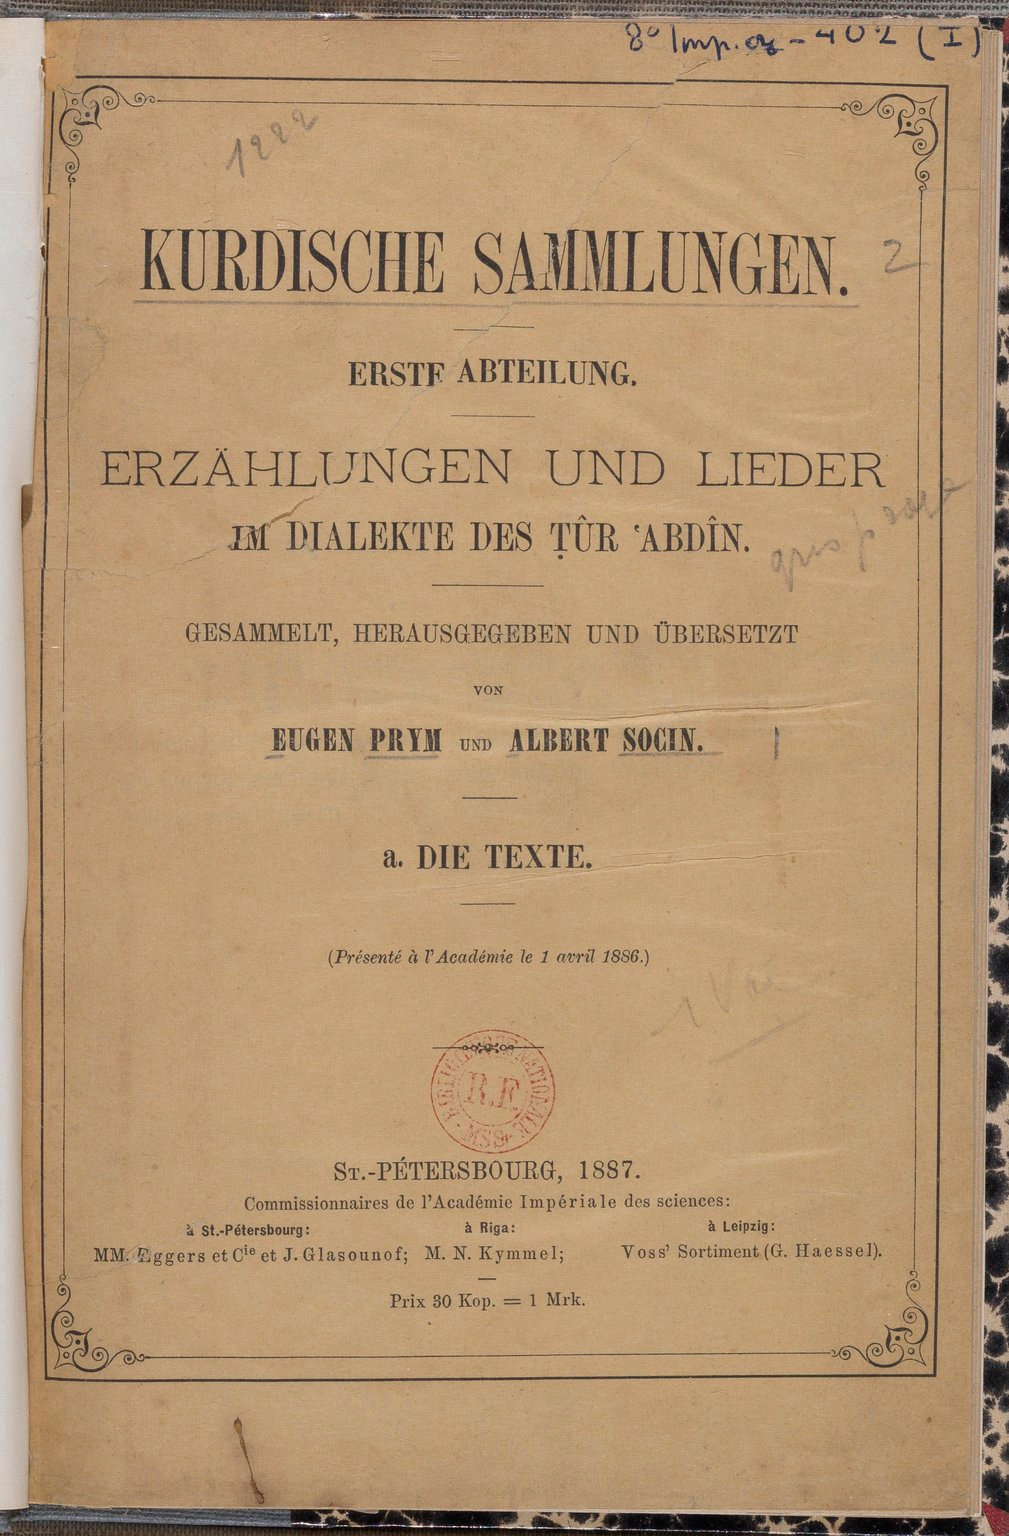 8° Imp. or - 402 (I)
1222
KURDISCHE SAMMLUNGEN.
2
ERSTE ABTEILUNG.
ERZÄHLUNGEN UND LIEDER
IM DIALEKTE DES ṬÛR ʿABDÎN.
GESAMMELT, HERAUSGEGEBEN UND ÜBERSETZT
VON
EUGEN PRYM UND ALBERT SOCIN.
a. DIE TEXTE.
(Présenté à l'Académie le 1 avril 1886.)
NATIONALE
R.F.
MSS
ST.-PÉTERSBOURG, 1887.
Commissionnaires de l'Académie Impériale des sciences:
à St.-Pétersbourg: à Riga: à Leipzig:
MM. Eggers et Cie et J. Glasounof; M. N. Kymmel; Voss' Sortiment (G. Haessel).
Prix 30 Kop. = 1 Mrk.